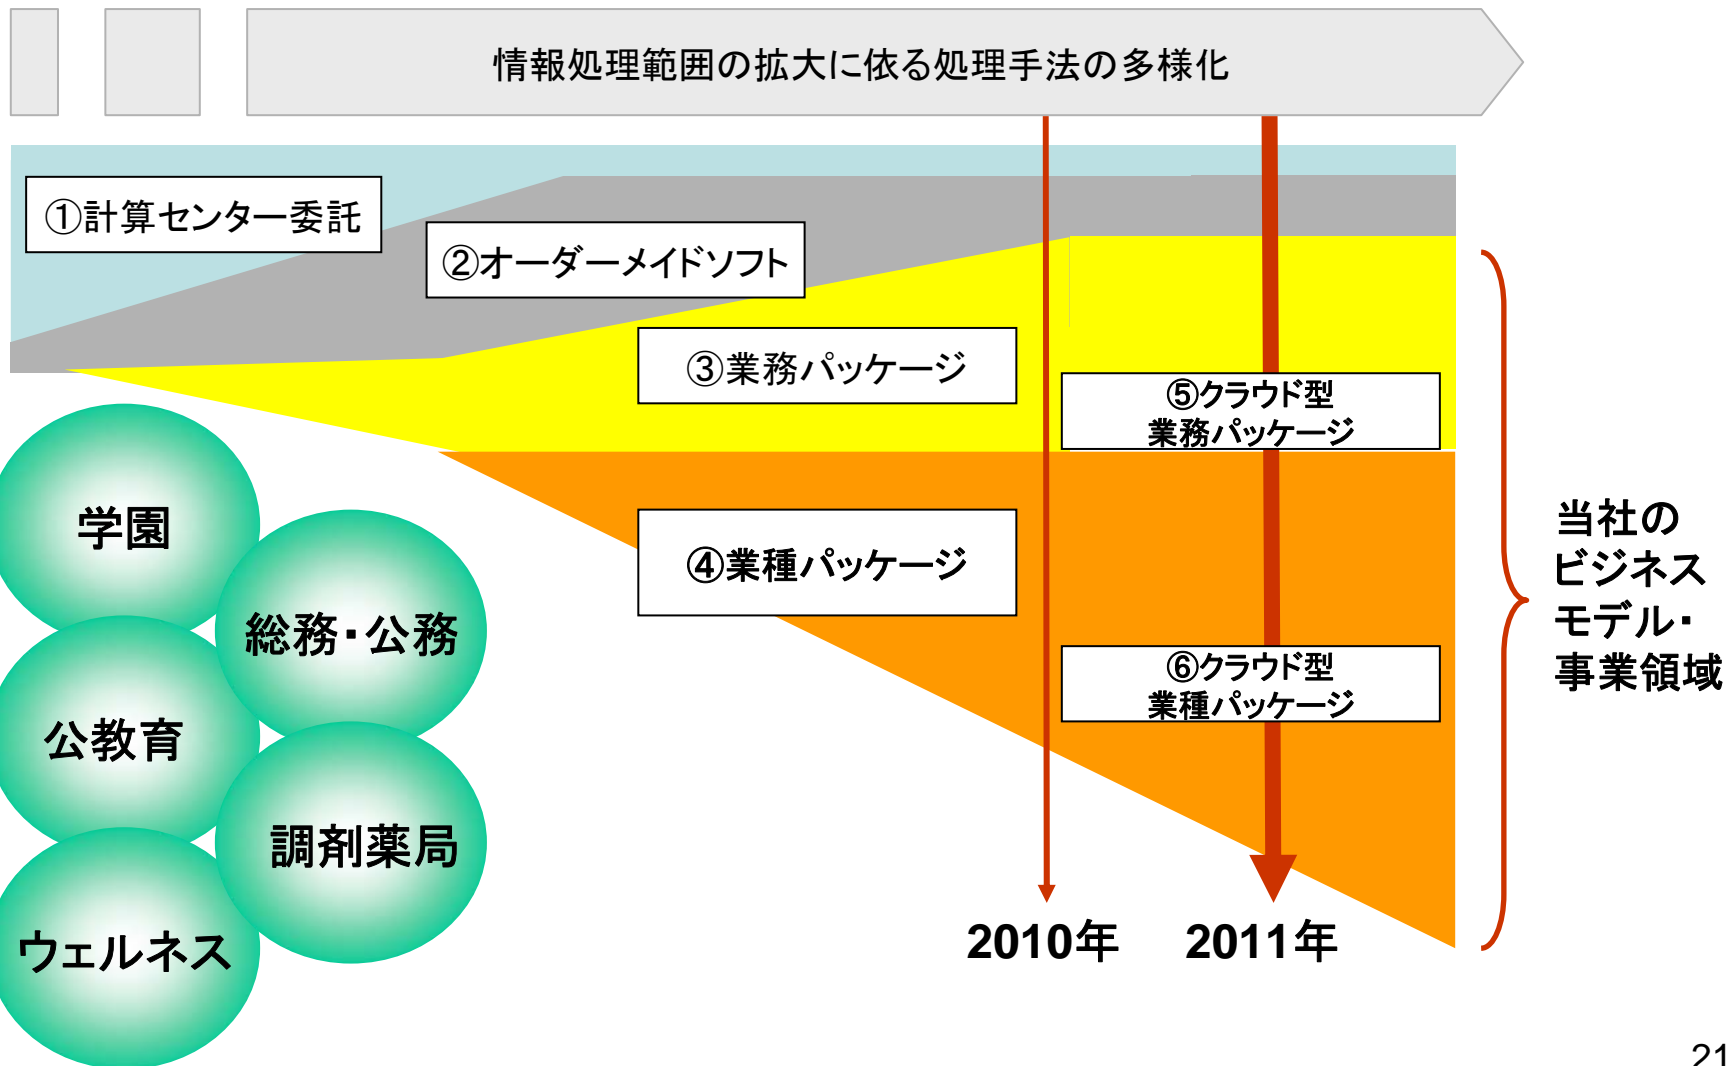 情報処理範囲の拡大に依る処理手法の多様化
①計算センター委託
②オーダーメイドソフト
③業務パッケージ
⑤クラウド型
業務パッケージ
④業種パッケージ
⑥クラウド型
業種パッケージ
学園
総務・公務
公教育
調剤薬局
ウェルネス
2010年
2011年
当社の
ビジネス
モデル・
事業領域
21